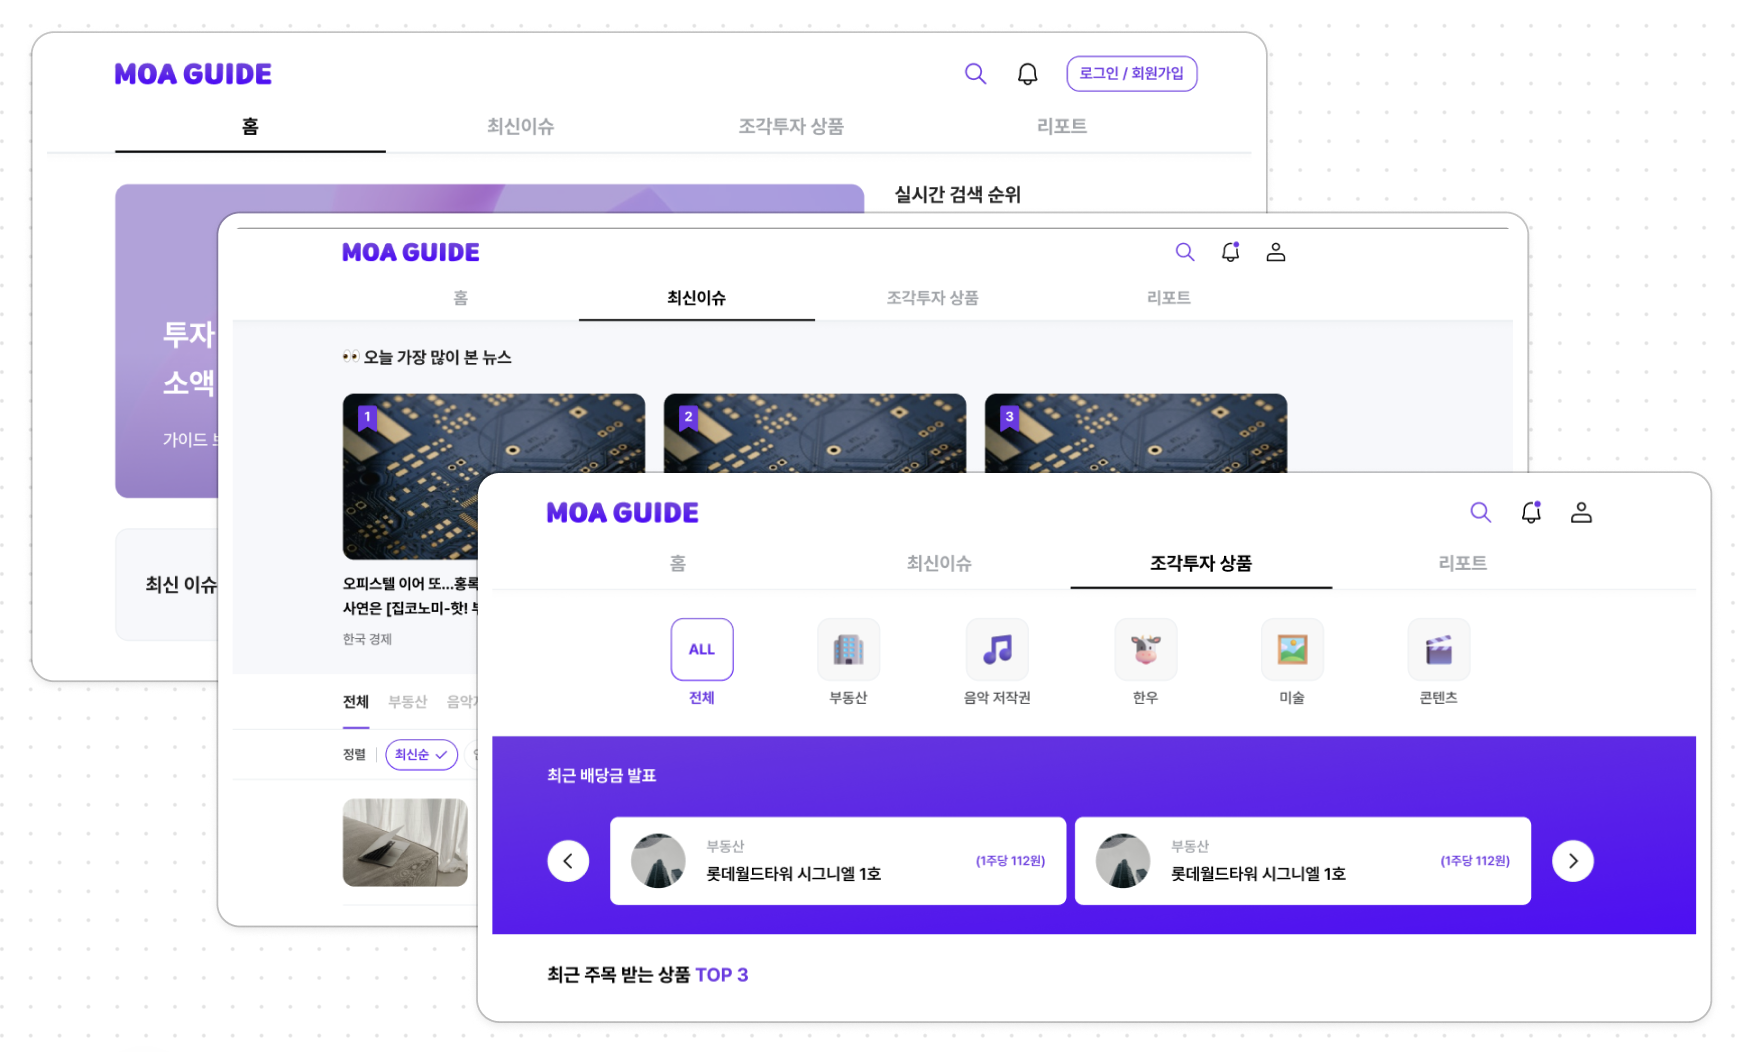 MOA GUIDE
로그인 / 회원가입
홈
최신이슈
조각투자 상품
리포트
실시간 검색 순위
투자
소액
가이드
최신 이슈
MOA GUIDE
홈
최신이슈
조각투자 상품
리포트
👀 오늘 가장 많이 본 뉴스
1
2
3
오피스텔 이어 또...홍록
사연은 [집코노미-핫!
한국 경제
전체
부동산
음악
정렬
최신순
MOA GUIDE
홈
최신이슈
조각투자 상품
리포트
ALL
전체
부동산
음악 저작권
한우
미술
콘텐츠
최근 배당금 발표
부동산
롯데월드타워 시그니엘 1호
(1주당 112원)
부동산
롯데월드타워 시그니엘 1호
(1주당 112원)
최근 주목 받는 상품 TOP 3